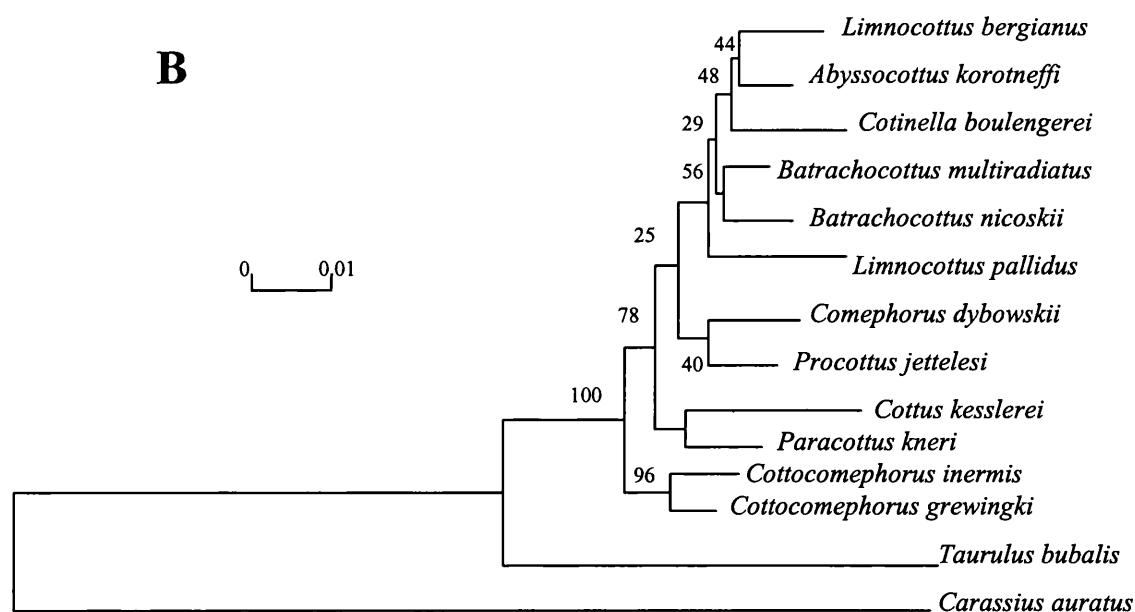 B
0 0,01
44
48
29
56
25
78
40
100
96
Limnocottus bergianus
Abyssocottus korotneffi
Cotinella boulengerei
Batrachocottus multiradiatus
Batrachocottus nicoskii
Limnocottus pallidus
Comephorus dybowskii
Procottus jettelesi
Cottus kesslerei
Paracottus kneri
Cottocomephorus inermis
Cottocomephorus grewingki
Taurulus bubalis
Carassius auratus